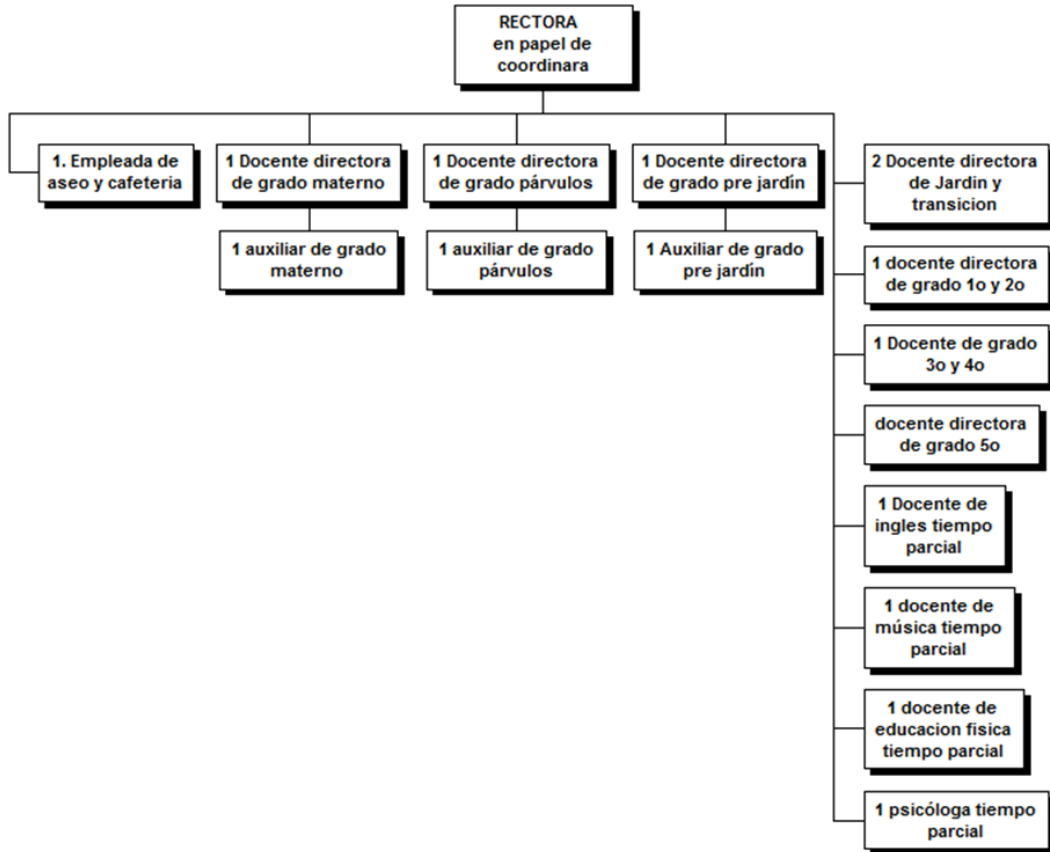 RECTORA
en papel de
coordinara
1. Empleada de
aseo y cafeteria
1 Docente directora
de grado materno
1 Docente directora
de grado párvulos
1 Docente directora
de grado pre jardín
2 Docente directora
de Jardin y
transicion
1 auxiliar de grado
materno
1 auxiliar de grado
párvulos
1 Auxiliar de grado
pre jardín
1 docente directora
de grado 1o y 2o
1 Docente de grado
3o y 4o
docente directora
de grado 5o
1 Docente de
ingles tiempo
parcial
1 docente de
música tiempo
parcial
1 docente de
educacion fisica
tiempo parcial
1 psicóloga tiempo
parcial